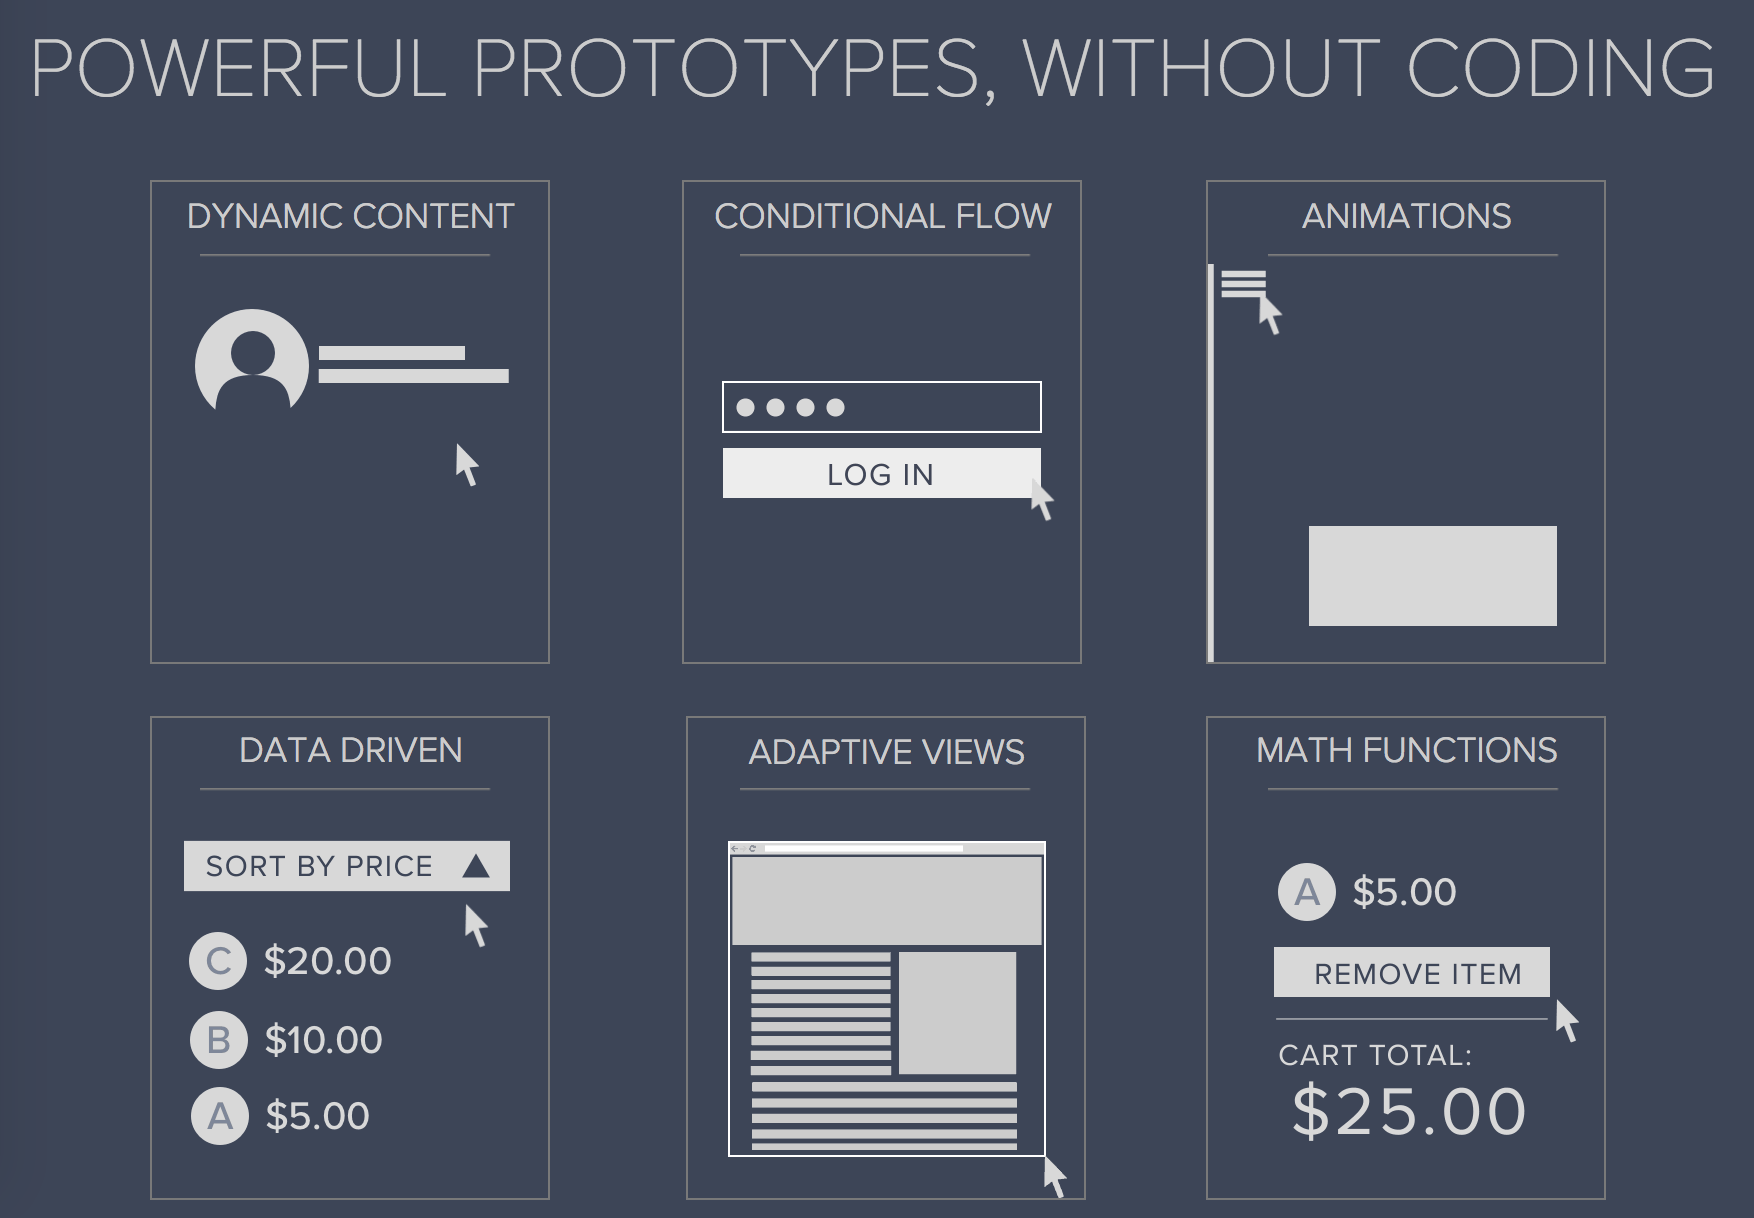 POWERFUL PROTOTYPES, WITHOUT CODING
DYNAMIC CONTENT
CONDITIONAL FLOW
LOG IN
ANIMATIONS
DATA DRIVEN
SORT BY PRICE
C $20.00
B $10.00
A $5.00
ADAPTIVE VIEWS
MATH FUNCTIONS
A $5.00
REMOVE ITEM
CART TOTAL:
$25.00